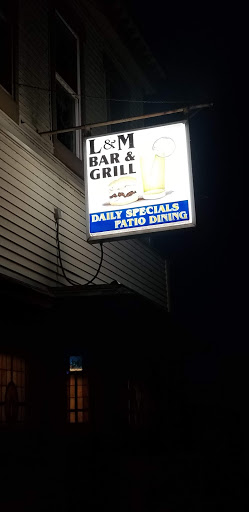 L&M
BAR &
GRILL
DAILY SPECIALS
PATIO DINING